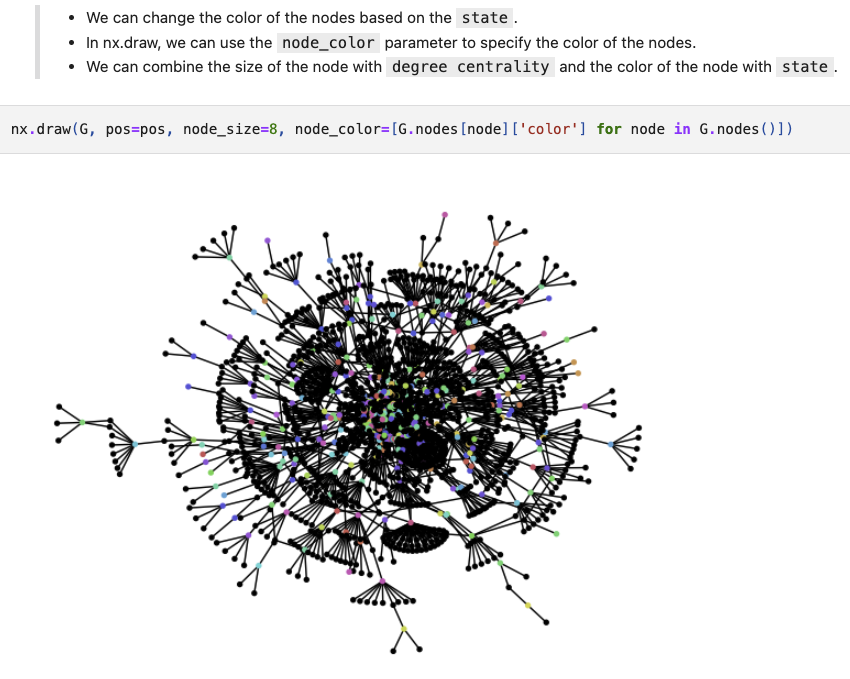 We can change the color of the nodes based on the state .
In nx.draw, we can use the node_color parameter to specify the color of the nodes.
We can combine the size of the node with degree centrality and the color of the node with state .
nx.draw(G, pos=pos, node_size=8, node_color=[G.nodes[node]['color'] for node in G.nodes()])